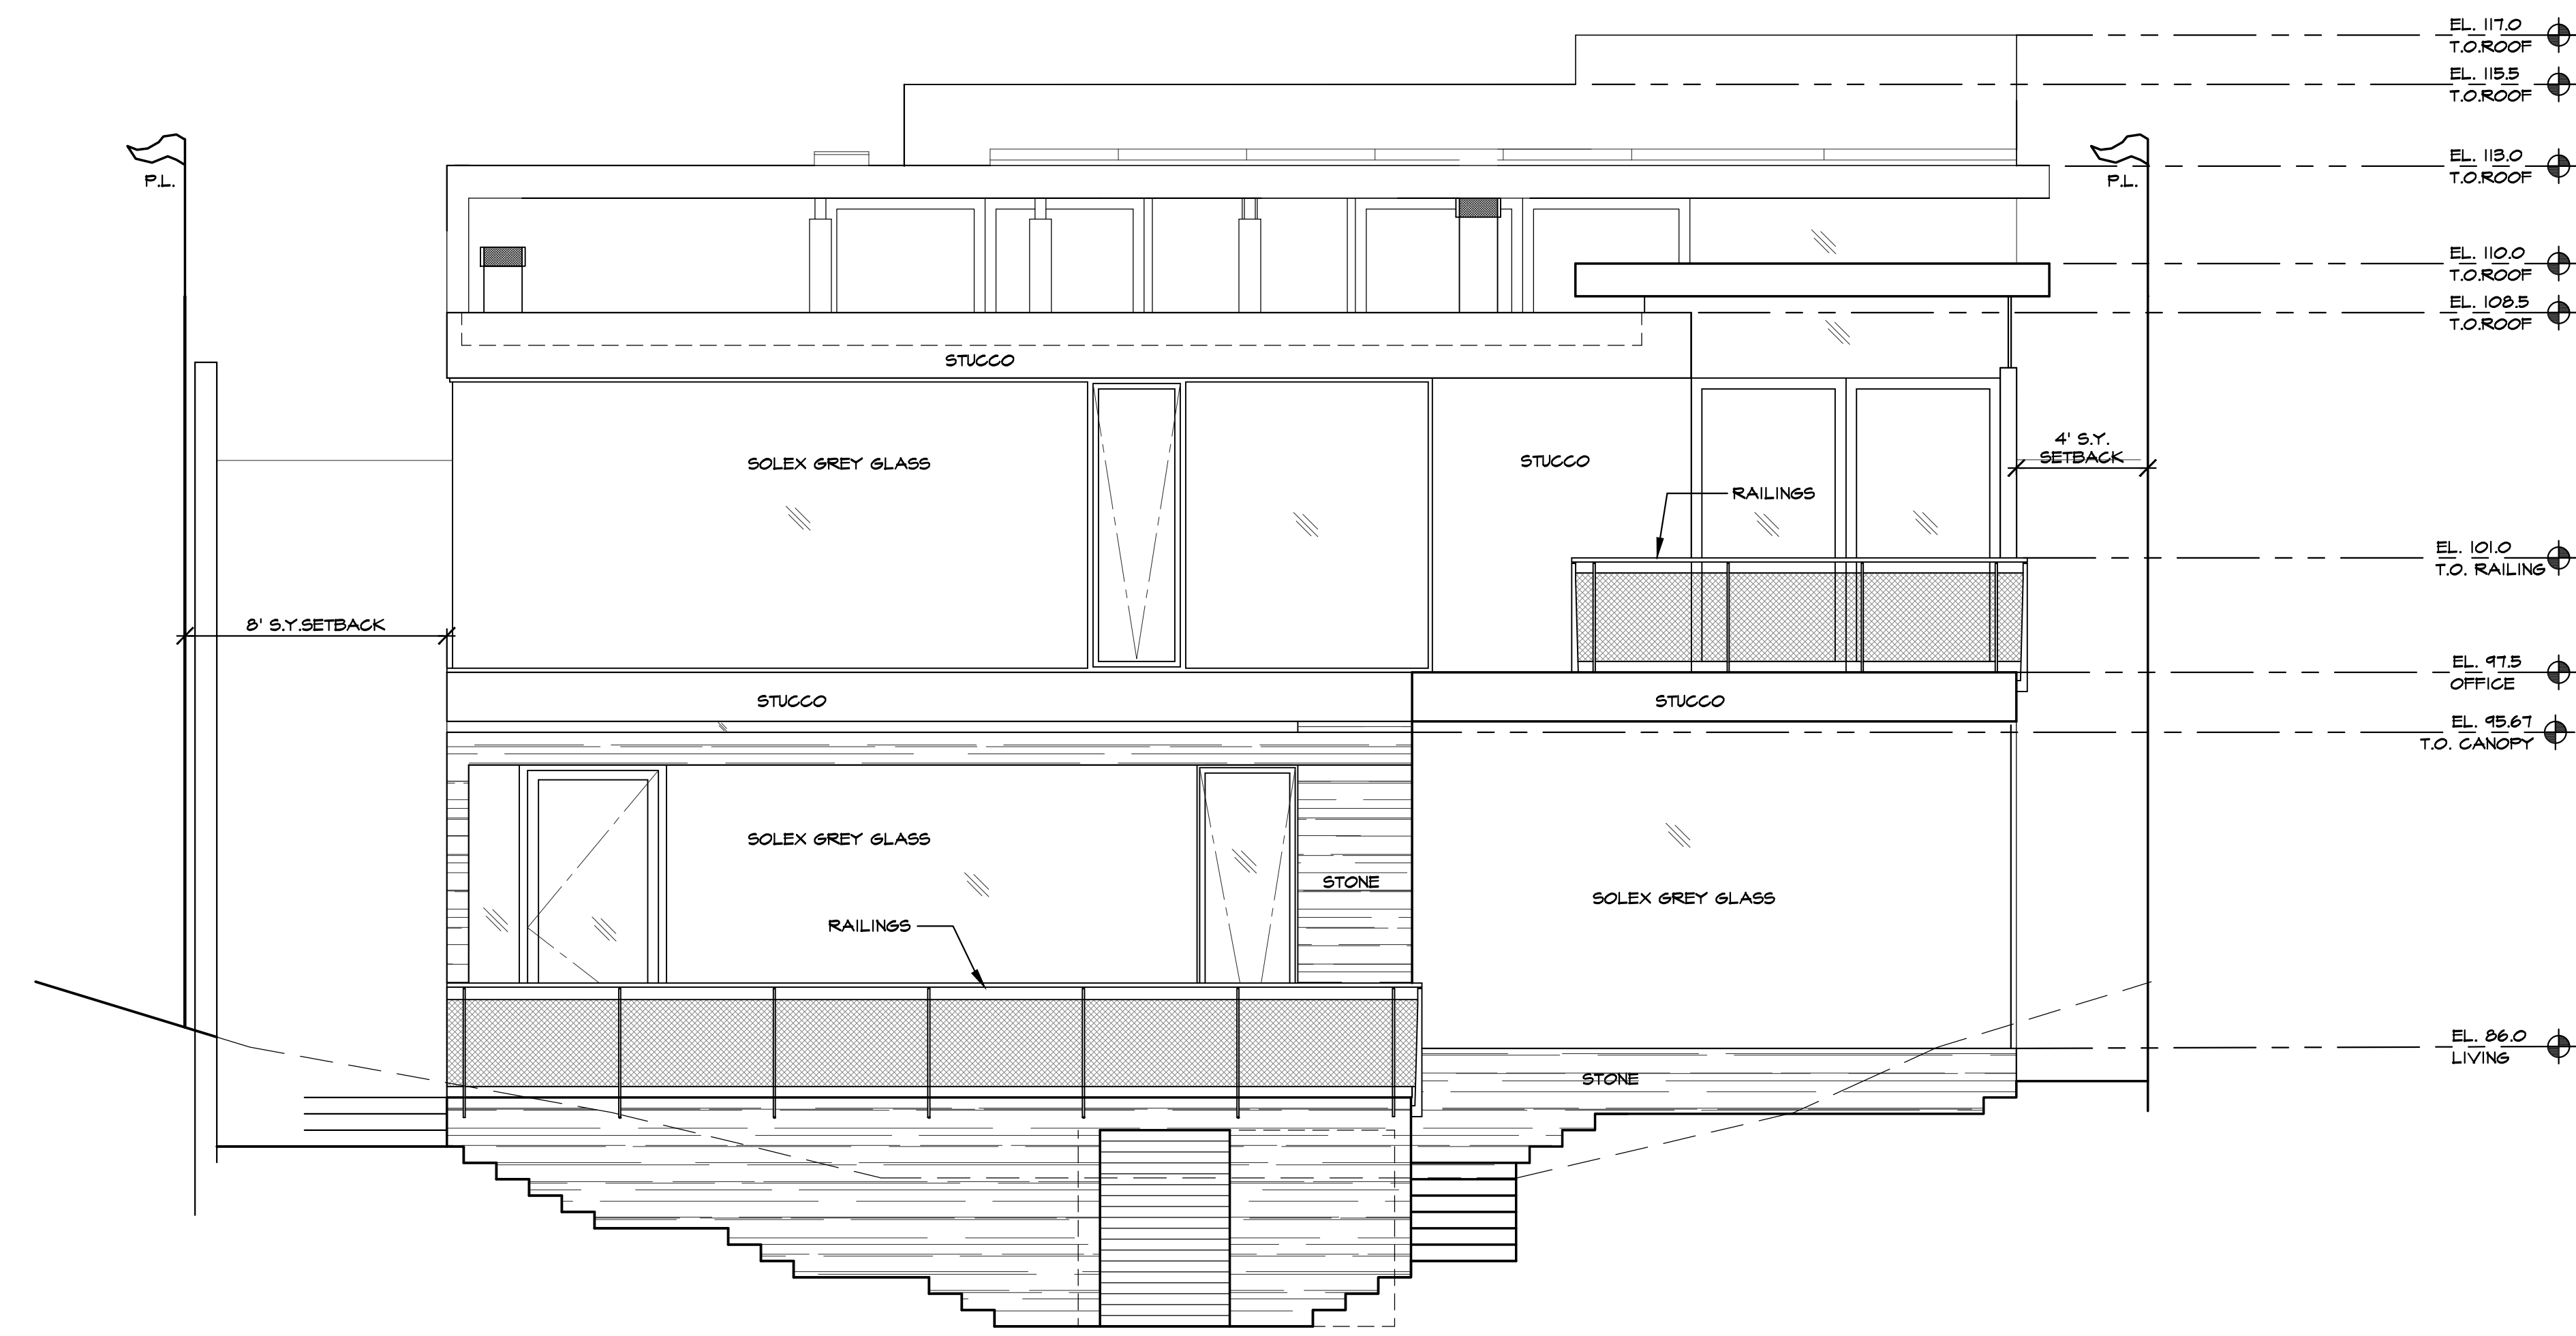 EL. 117.0
T.O.ROOF
EL. 115.5
T.O.ROOF
P.L.
EL. 113.0
T.O.ROOF
P.L.
EL. 110.0
T.O.ROOF
EL. 108.5
T.O.ROOF
STUCCO
SOLEX GREY GLASS
STUCCO
4' S.Y.
SETBACK
RAILINGS
EL. 101.0
T.O. RAILING
8' S.Y.SETBACK
EL. 97.5
OFFICE
STUCCO
STUCCO
EL. 95.67
T.O. CANOPY
SOLEX GREY GLASS
STONE
SOLEX GREY GLASS
RAILINGS
EL. 86.0
LIVING
STONE